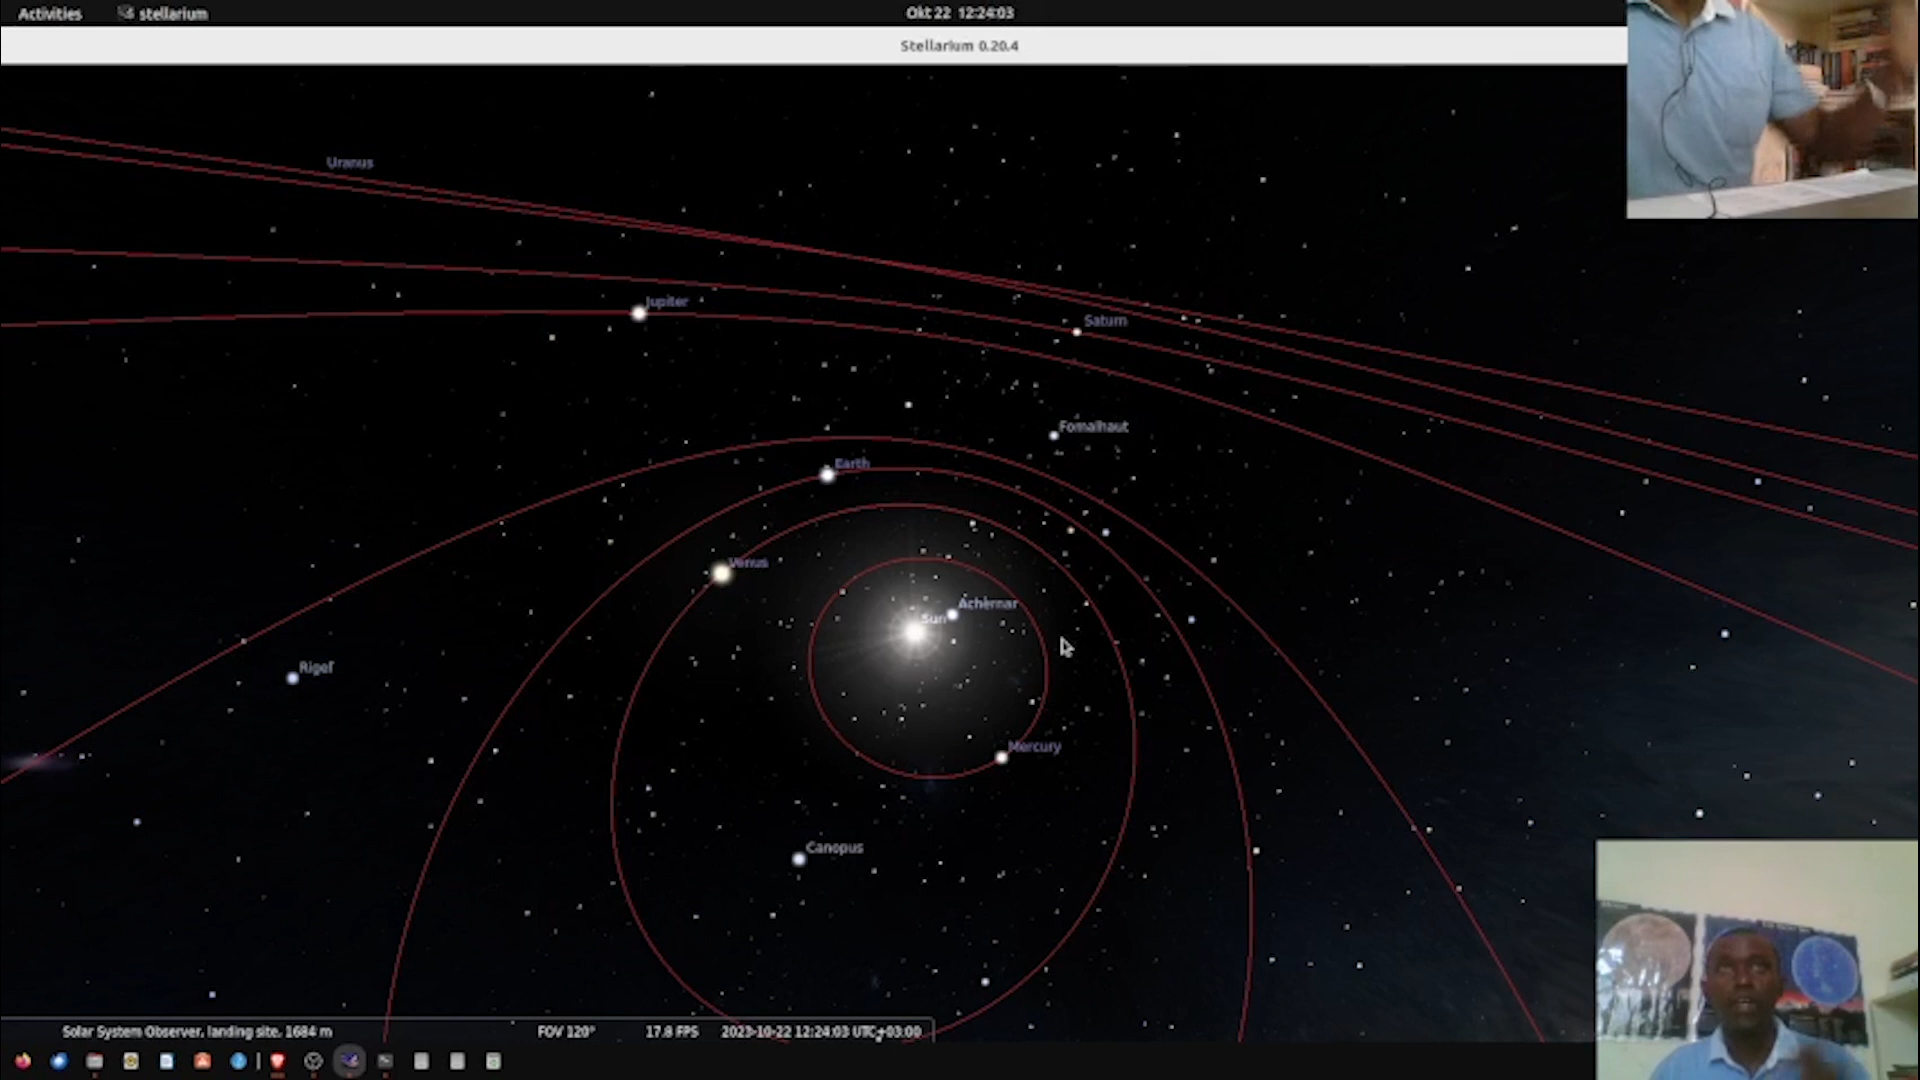 Activities
stellarium
Okt 22 12:24:03
Stellarium 0.20.4
Uranus
Jupiter
Saturn
Fomalhaut
Earth
Venus
Achernar
Sun
Rigel
Mercury
Canopus
Solar System Observer, landing site, 1684 m
FOV 120°
17.8 FPS
2023-10-22 12:24:03 UTC+03:00